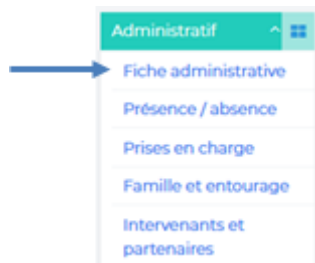 Administratif
Fiche administrative
Présence / absence
Prises en charge
Famille et entourage
Intervenants et
partenaires